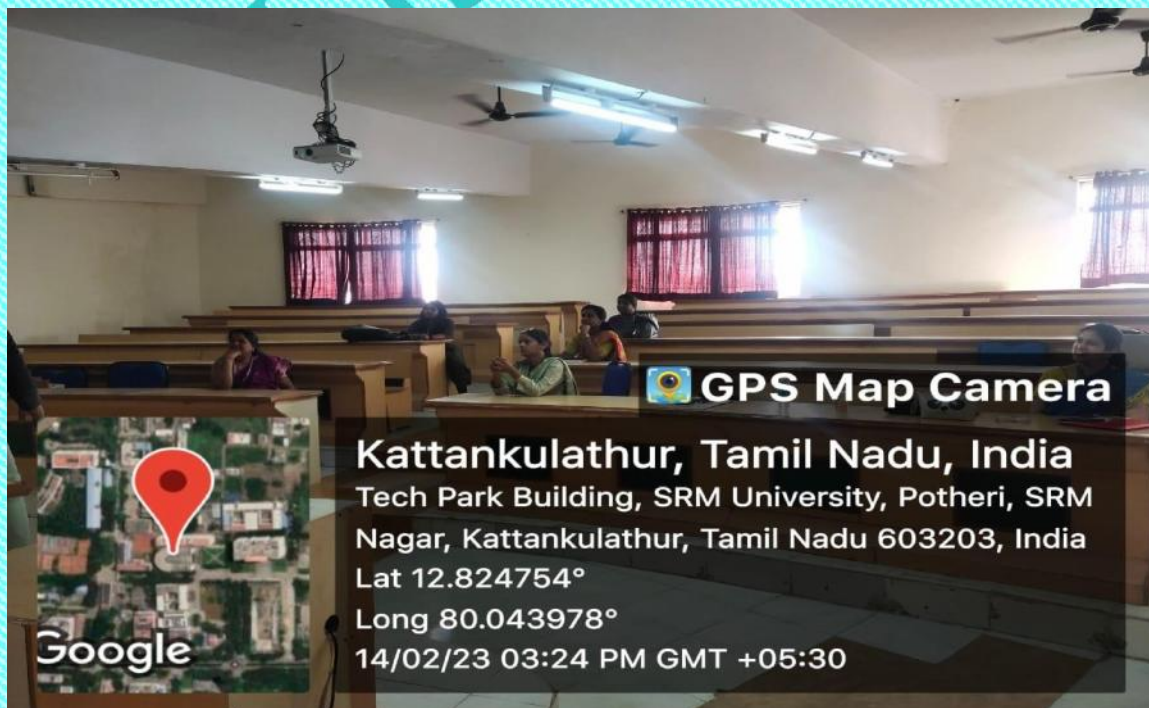 GPS Map Camera
Kattankulathur, Tamil Nadu, India
Tech Park Building, SRM University, Potheri, SRM
Nagar, Kattankulathur, Tamil Nadu 603203, India
Lat 12.824754°
Long 80.043978°
14/02/23 03:24 PM GMT +05:30
Google